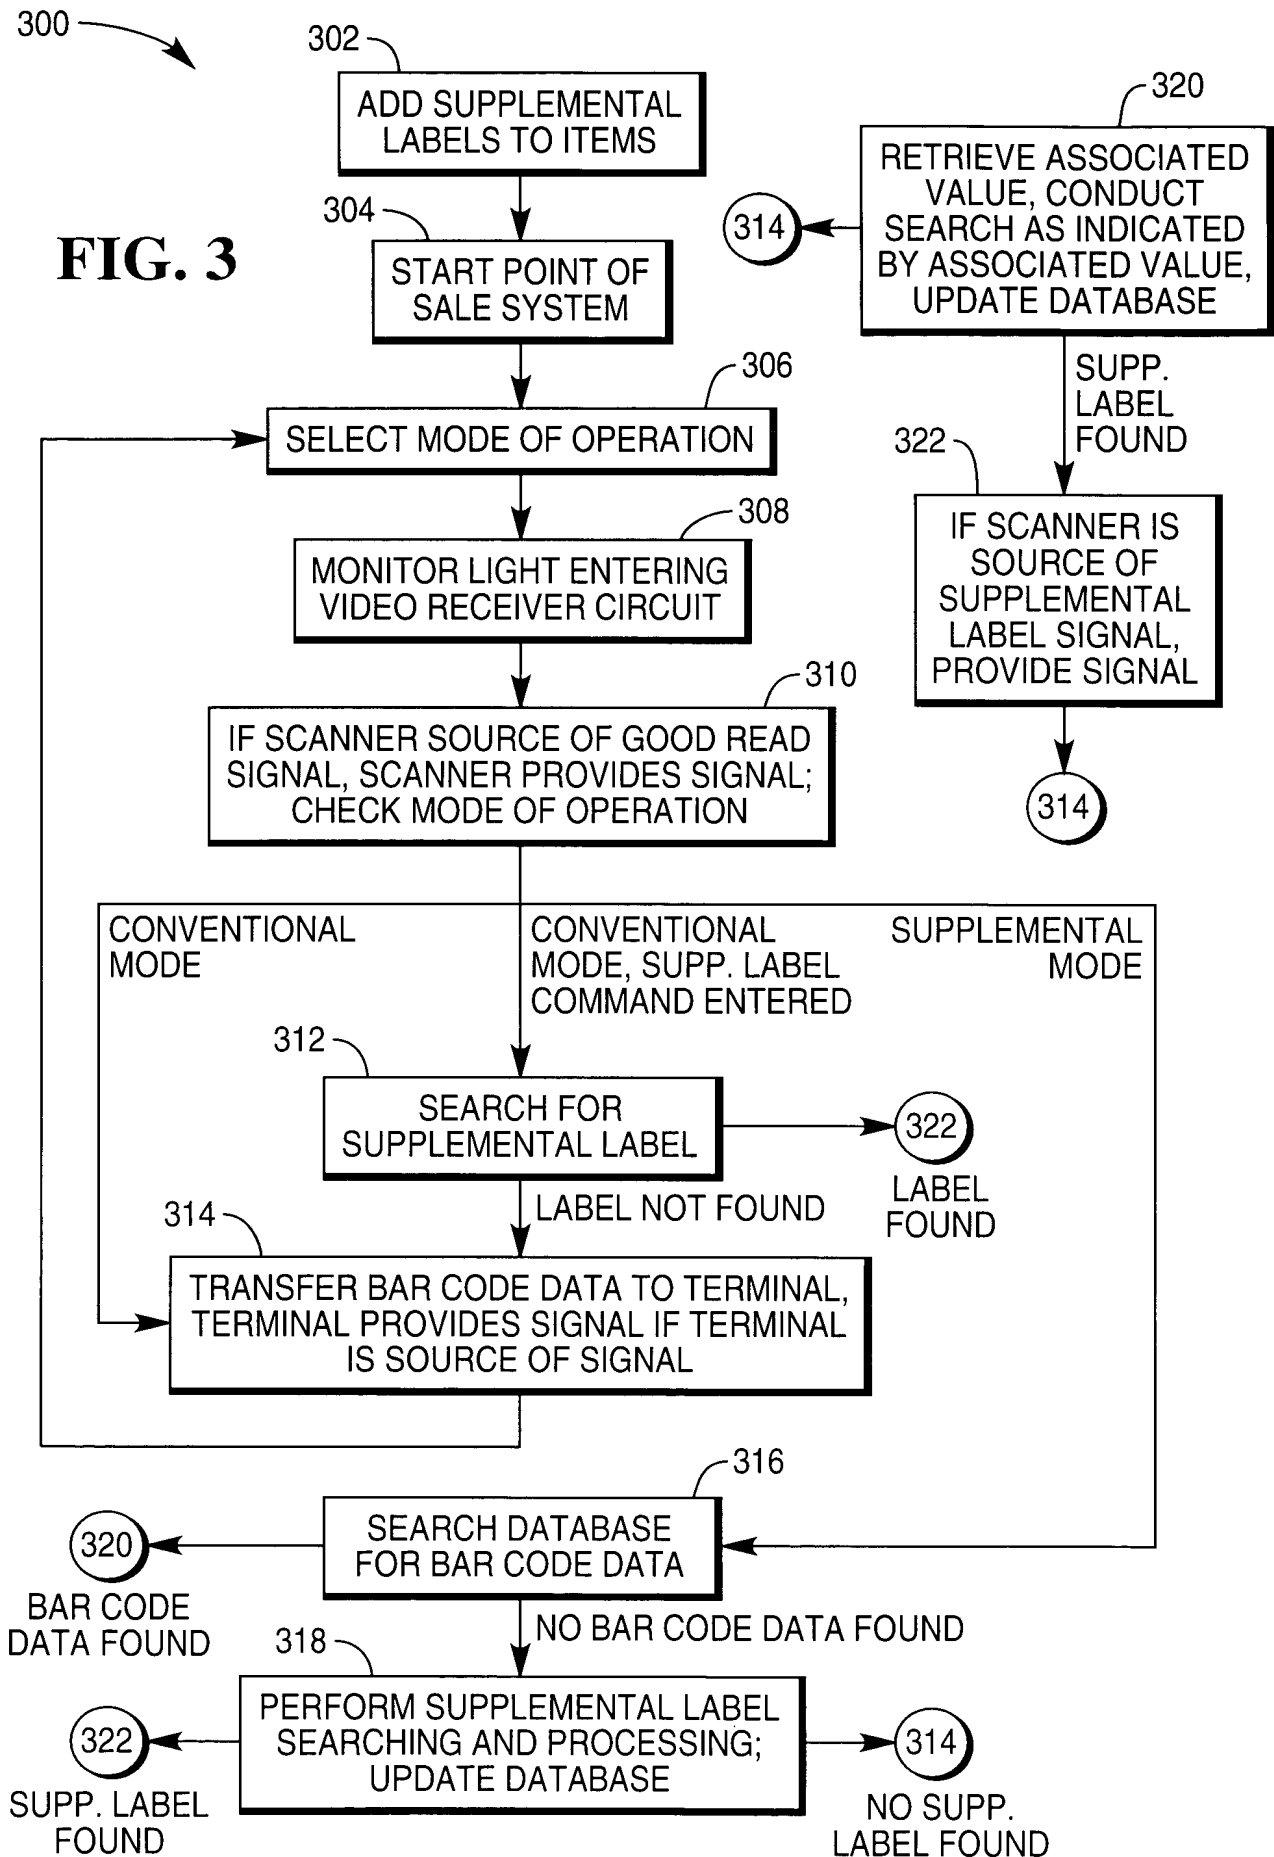 300
302
ADD SUPPLEMENTAL
LABELS TO ITEMS
304
START POINT OF
SALE SYSTEM
FIG. 3
306
SELECT MODE OF OPERATION
308
MONITOR LIGHT ENTERING
VIDEO RECEIVER CIRCUIT
310
IF SCANNER SOURCE OF GOOD READ
SIGNAL, SCANNER PROVIDES SIGNAL;
CHECK MODE OF OPERATION
CONVENTIONAL
MODE
CONVENTIONAL
MODE, SUPP. LABEL
COMMAND ENTERED
SUPPLEMENTAL
MODE
312
SEARCH FOR
SUPPLEMENTAL LABEL
322
LABEL
FOUND
LABEL NOT FOUND
314
TRANSFER BAR CODE DATA TO TERMINAL,
TERMINAL PROVIDES SIGNAL IF TERMINAL
IS SOURCE OF SIGNAL
316
SEARCH DATABASE
FOR BAR CODE DATA
320
BAR CODE
DATA FOUND
NO BAR CODE DATA FOUND
318
PERFORM SUPPLEMENTAL LABEL
SEARCHING AND PROCESSING;
UPDATE DATABASE
322
SUPP. LABEL
FOUND
314
NO SUPP.
LABEL FOUND
320
RETRIEVE ASSOCIATED
VALUE, CONDUCT
SEARCH AS INDICATED
BY ASSOCIATED VALUE,
UPDATE DATABASE
314
SUPP.
LABEL
FOUND
322
IF SCANNER IS
SOURCE OF
SUPPLEMENTAL
LABEL SIGNAL,
PROVIDE SIGNAL
314